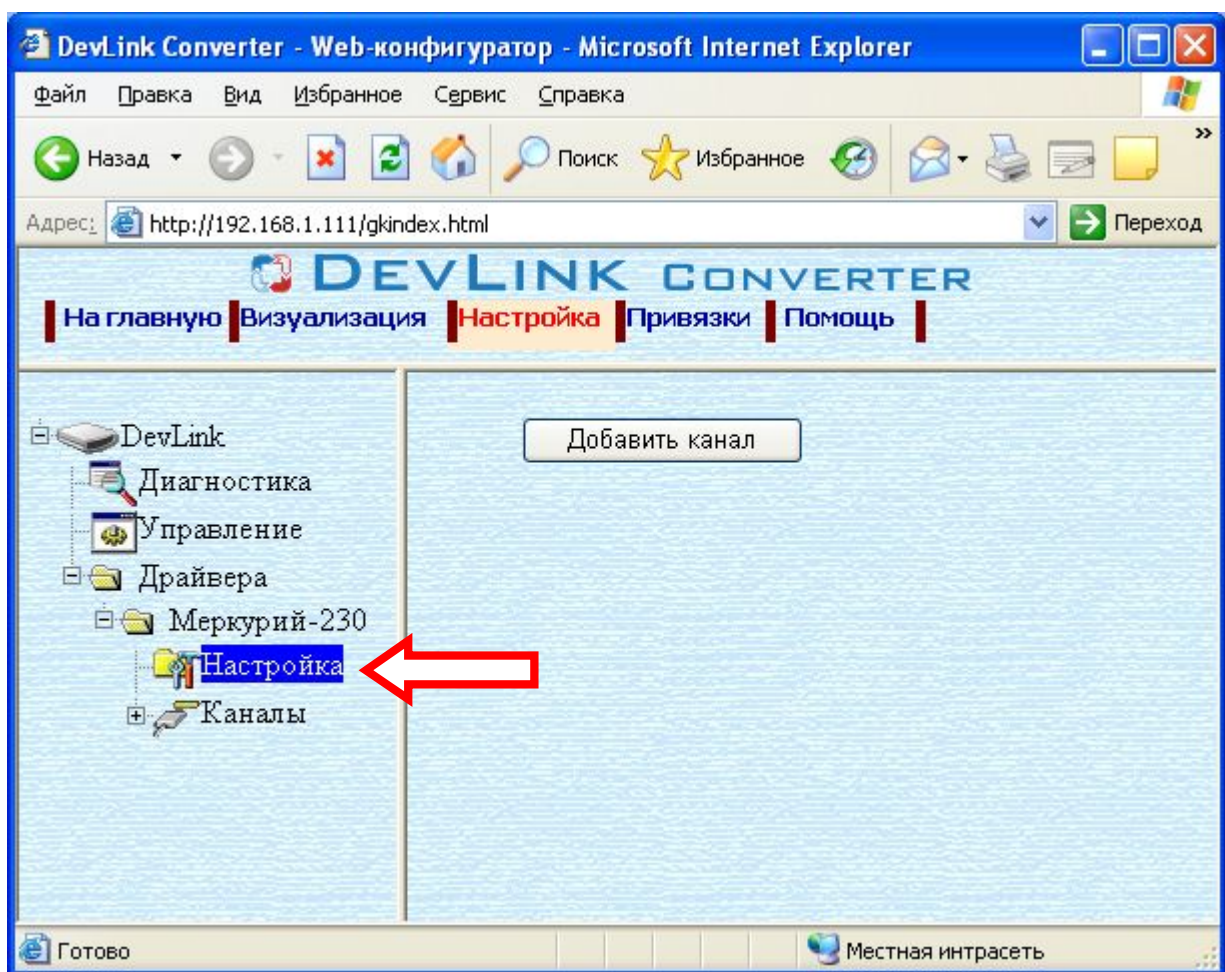 DevLink Converter - Web-конфигуратор - Microsoft Internet Explorer
Файл Правка Вид Избранное Сервис Справка
Назад Поиск Избранное »
Адрес: http://192.168.1.111/gkindex.html Переход
DEVLINK CONVERTER
На главную Визуализация Настройка Привязки Помощь
DevLink
Добавить канал
Диагностика
Управление
Драйвера
Меркурий-230
Настройка
Каналы
Готово Местная интрасеть